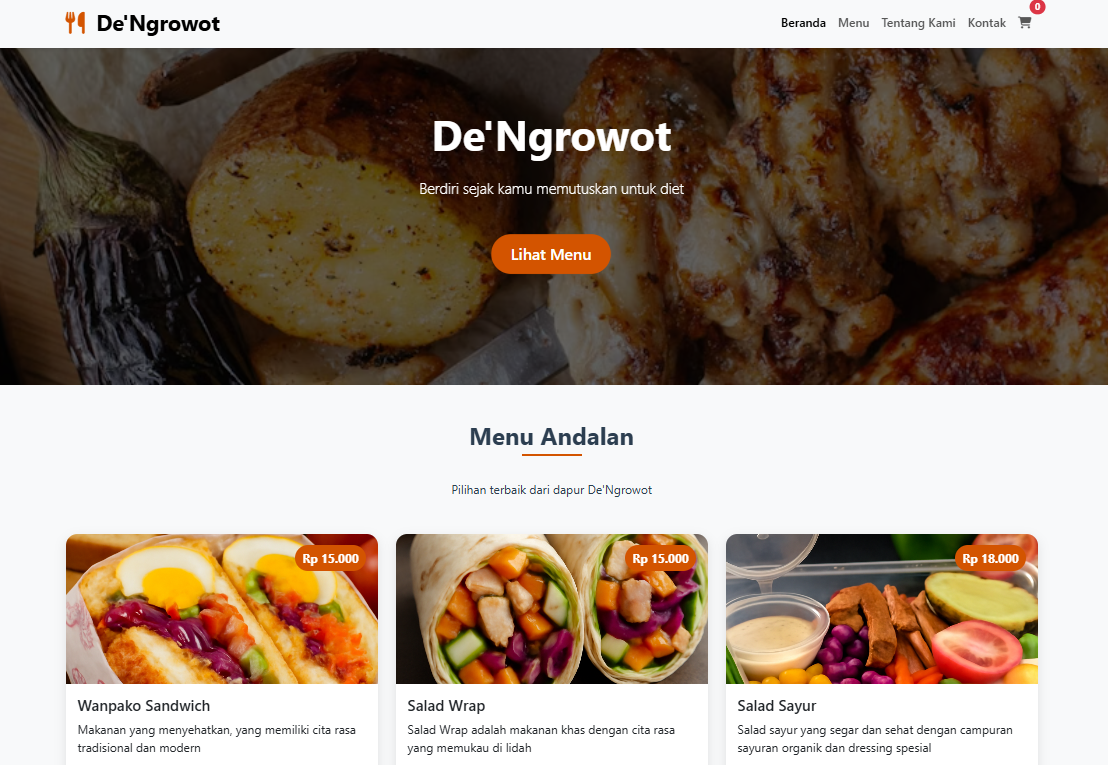 De'Ngrowot
Beranda Menu Tentang Kami Kontak 0
De'Ngrowot
Berdiri sejak kamu memutuskan untuk diet
Lihat Menu
Menu Andalan
Pilihan terbaik dari dapur De'Ngrowot
Rp 15.000
Rp 15.000
Rp 18.000
Wanpako Sandwich
Makanan yang menyehatkan, yang memiliki cita rasa
tradisional dan modern
Salad Wrap
Salad Wrap adalah makanan khas dengan cita rasa
yang memukau di lidah
Salad Sayur
Salad sayur yang segar dan sehat dengan campuran
sayuran organik dan dressing spesial